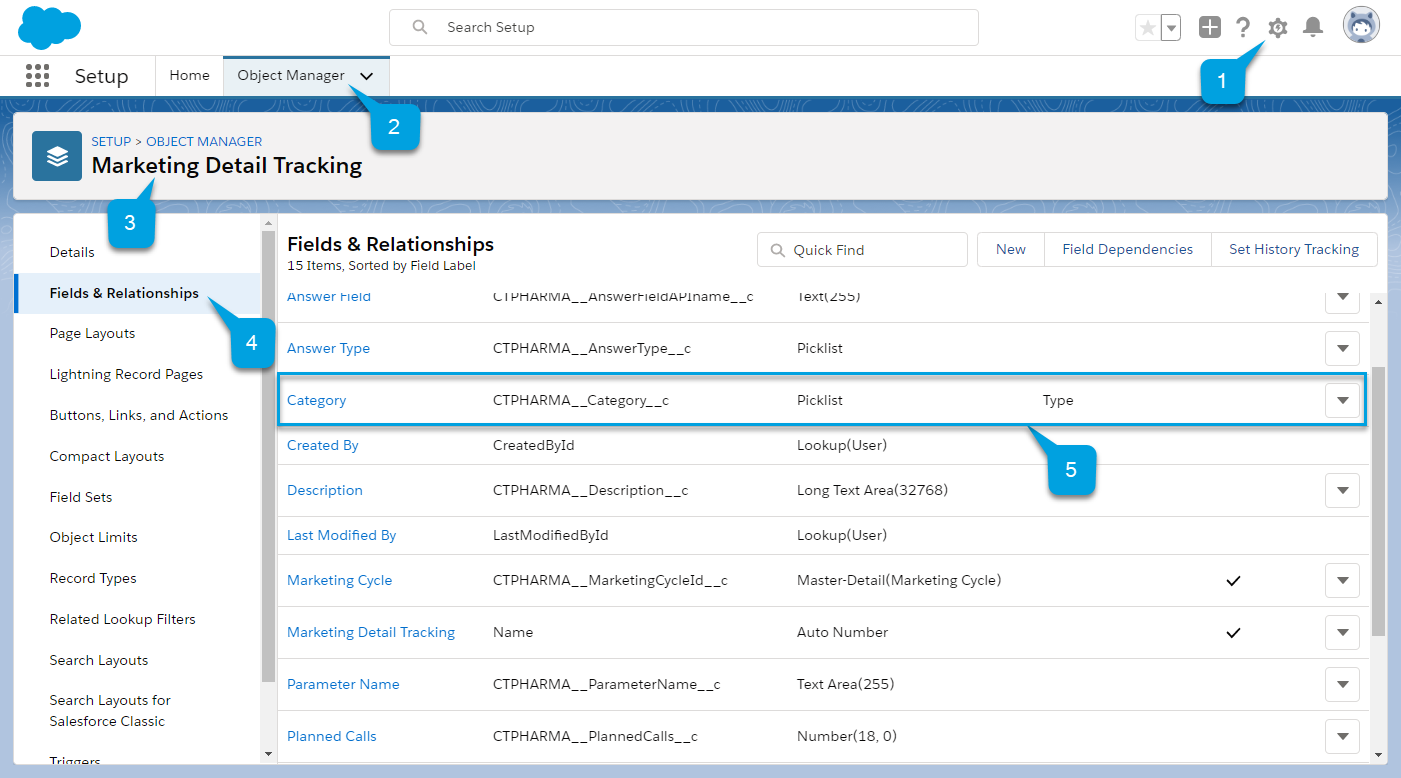 Search Setup
1
Setup
Home
Object Manager
2
SETUP > OBJECT MANAGER
Marketing Detail Tracking
3
Details
Fields & Relationships
4
Page Layouts
Lightning Record Pages
Buttons, Links, and Actions
Compact Layouts
Field Sets
Object Limits
Record Types
Related Lookup Filters
Search Layouts
Search Layouts for
Salesforce Classic
Triggers
Fields & Relationships
15 Items, Sorted by Field Label
Quick Find
New
Field Dependencies
Set History Tracking
Answer Field CTPHARMA__AnswerFieldAPIname__c Text(255)
Answer Type CTPHARMA__AnswerType__c Picklist
Category CTPHARMA__Category__c Picklist Type
5
Created By CreatedById Lookup(User)
Description CTPHARMA__Description__c Long Text Area(32768)
Last Modified By LastModifiedById Lookup(User)
Marketing Cycle CTPHARMA__MarketingCycleId__c Master-Detail(Marketing Cycle)
Marketing Detail Tracking Name Auto Number
Parameter Name CTPHARMA__ParameterName__c Text Area(255)
Planned Calls CTPHARMA__PlannedCalls__c Number(18, 0)